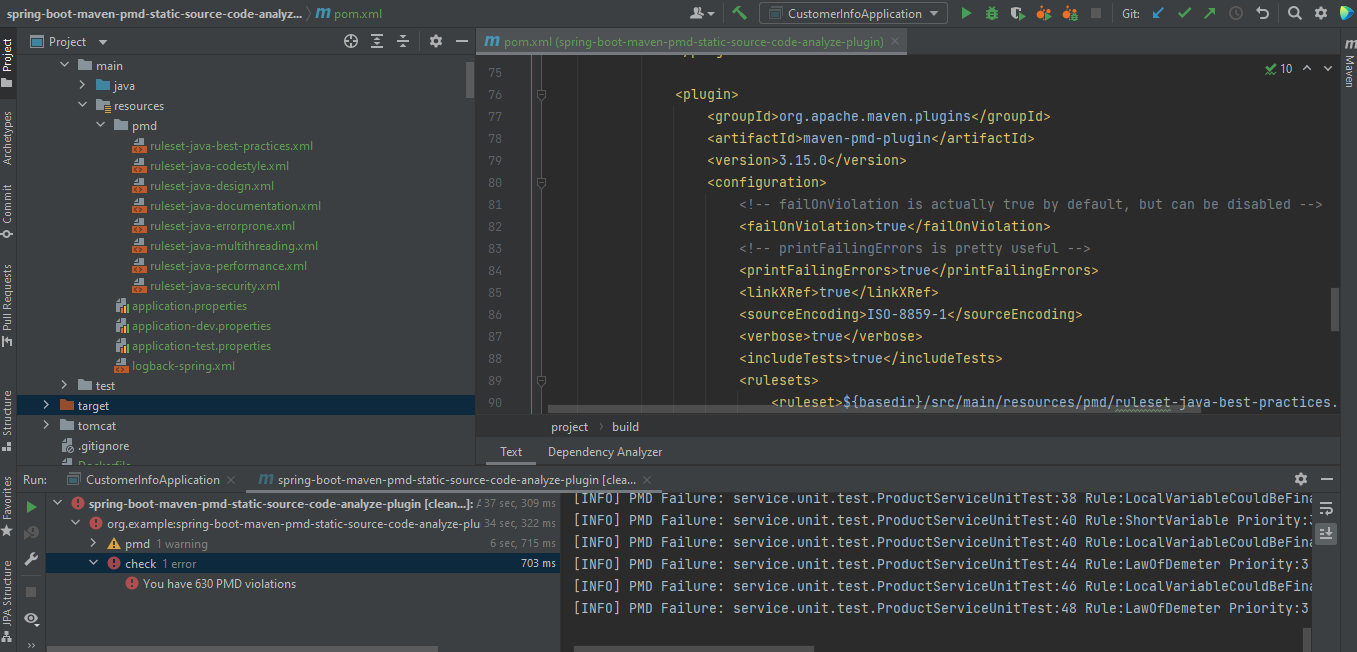 spring-boot-maven-pmd-static-source-code-analyz... m pom.xml
CustomerInfoApplication
Git:
Project
m pom.xml (spring-boot-maven-pmd-static-source-code-analyze-plugin)
Project
Archetypes
Commit
Pull Requests
Structure
Favorites
JPA Structure
m Maven
main
java
resources
pmd
ruleset-java-best-practices.xml
ruleset-java-codestyle.xml
ruleset-java-design.xml
ruleset-java-documentation.xml
ruleset-java-errorprone.xml
ruleset-java-multithreading.xml
ruleset-java-performance.xml
ruleset-java-security.xml
application.properties
application-dev.properties
application-test.properties
logback-spring.xml
test
target
tomcat
.gitignore
Dockerfile
10
75
76 <plugin>
77 <groupId>org.apache.maven.plugins</groupId>
78 <artifactId>maven-pmd-plugin</artifactId>
79 <version>3.15.0</version>
80 <configuration>
81 <!-- failOnViolation is actually true by default, but can be disabled -->
82 <failOnViolation>true</failOnViolation>
83 <!-- printFailingErrors is pretty useful -->
84 <printFailingErrors>true</printFailingErrors>
85 <linkXRef>true</linkXRef>
86 <sourceEncoding>ISO-8859-1</sourceEncoding>
87 <verbose>true</verbose>
88 <includeTests>true</includeTests>
89 <rulesets>
90 <ruleset>${basedir}/src/main/resources/pmd/ruleset-java-best-practices.
project > build
Text Dependency Analyzer
Run: CustomerInfoApplication m spring-boot-maven-pmd-static-source-code-analyze-plugin [clea...
spring-boot-maven-pmd-static-source-code-analyze-plugin [clean...]: 37 sec, 309 ms
org.example:spring-boot-maven-pmd-static-source-code-analyze-plu 34 sec, 322 ms
pmd 1 warning 6 sec, 715 ms
check 1 error 703 ms
You have 630 PMD violations
[INFO] PMD Failure: service.unit.test.ProductServiceUnitTest:38 Rule:LocalVariableCouldBeFina
[INFO] PMD Failure: service.unit.test.ProductServiceUnitTest:40 Rule:ShortVariable Priority:3
[INFO] PMD Failure: service.unit.test.ProductServiceUnitTest:40 Rule:LocalVariableCouldBeFina
[INFO] PMD Failure: service.unit.test.ProductServiceUnitTest:44 Rule:LawOfDemeter Priority:3
[INFO] PMD Failure: service.unit.test.ProductServiceUnitTest:46 Rule:LocalVariableCouldBeFina
[INFO] PMD Failure: service.unit.test.ProductServiceUnitTest:48 Rule:LawOfDemeter Priority:3